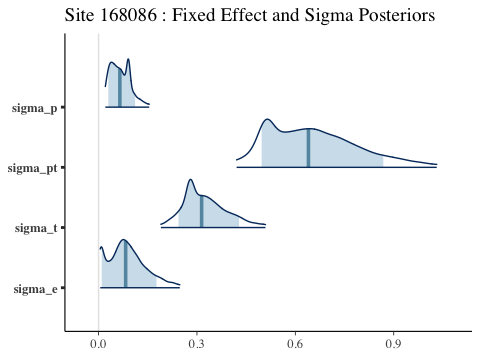 Site 168086 : Fixed Effect and Sigma Posteriors
sigma_p
sigma_pt
sigma_t
sigma_e
0.0 0.3 0.6 0.9